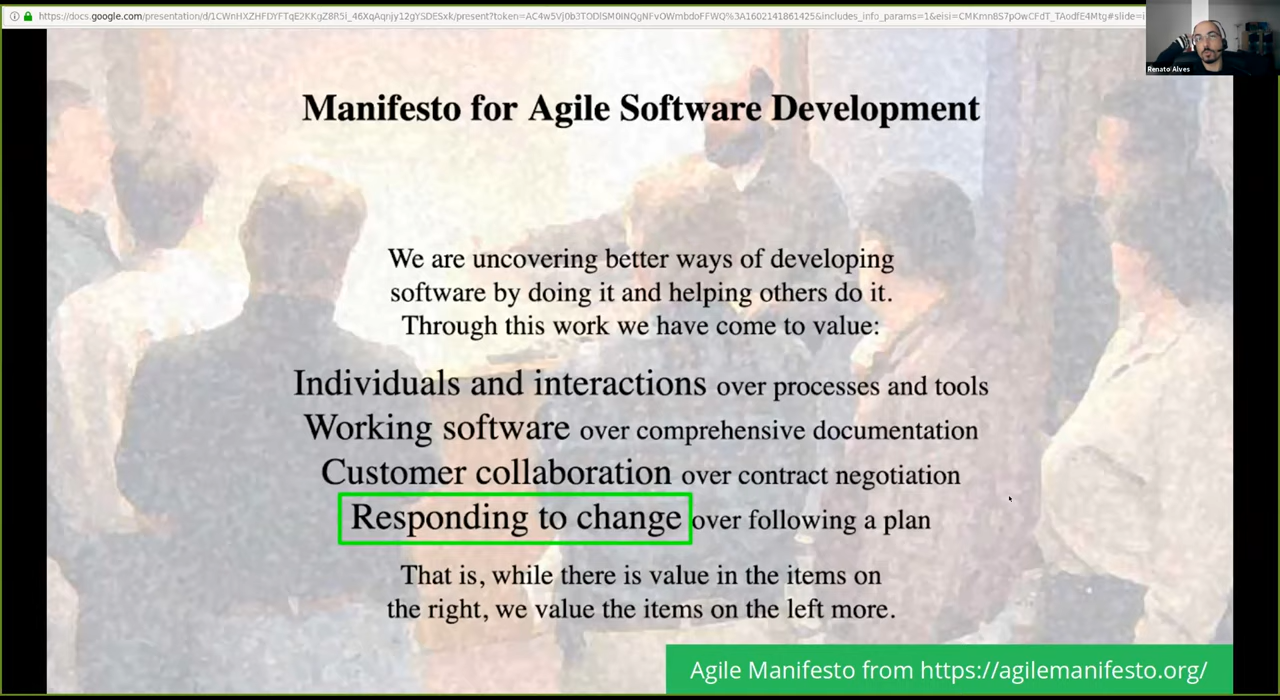 Renato Alves
Manifesto for Agile Software Development
We are uncovering better ways of developing
software by doing it and helping others do it.
Through this work we have come to value:
Individuals and interactions over processes and tools
Working software over comprehensive documentation
Customer collaboration over contract negotiation
Responding to change over following a plan
That is, while there is value in the items on
the right, we value the items on the left more.
Agile Manifesto from https://agilemanifesto.org/